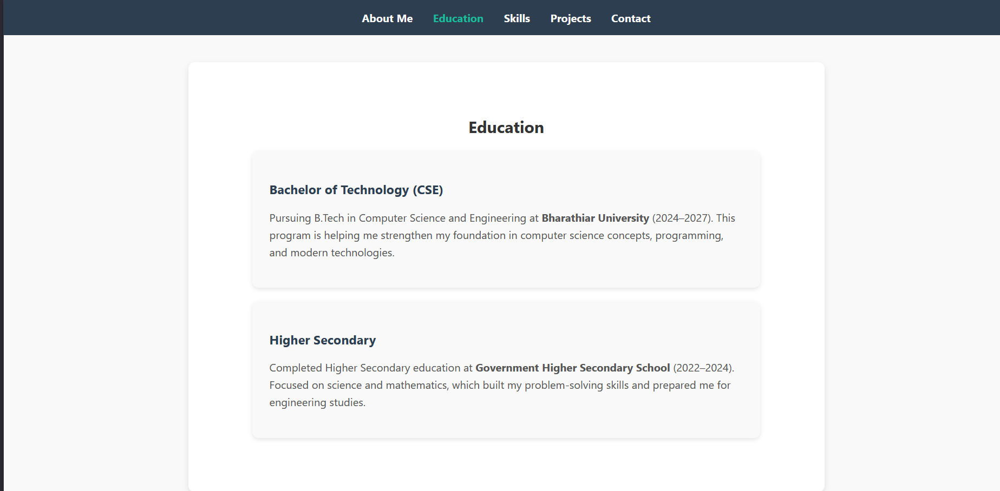 About Me Education Skills Projects Contact
Education
Bachelor of Technology (CSE)
Pursuing B.Tech in Computer Science and Engineering at Bharathiar University (2024–2027). This
program is helping me strengthen my foundation in computer science concepts, programming,
and modern technologies.
Higher Secondary
Completed Higher Secondary education at Government Higher Secondary School (2022–2024).
Focused on science and mathematics, which built my problem-solving skills and prepared me for
engineering studies.